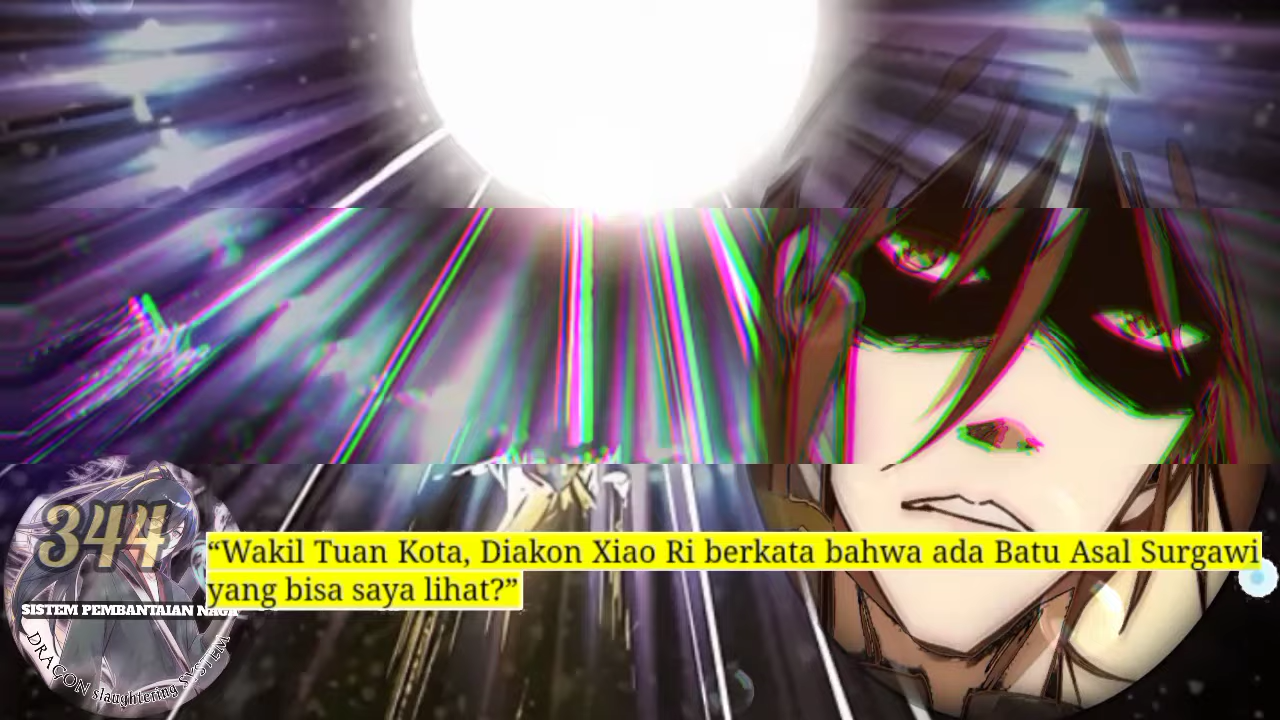 344
SISTEM PEMBANTAIAN NAGA
DRAGON slaughtering SYSTEM
“Wakil Tuan Kota, Diakon Xiao Ri berkata bahwa ada Batu Asal Surgawi
yang bisa saya lihat?”